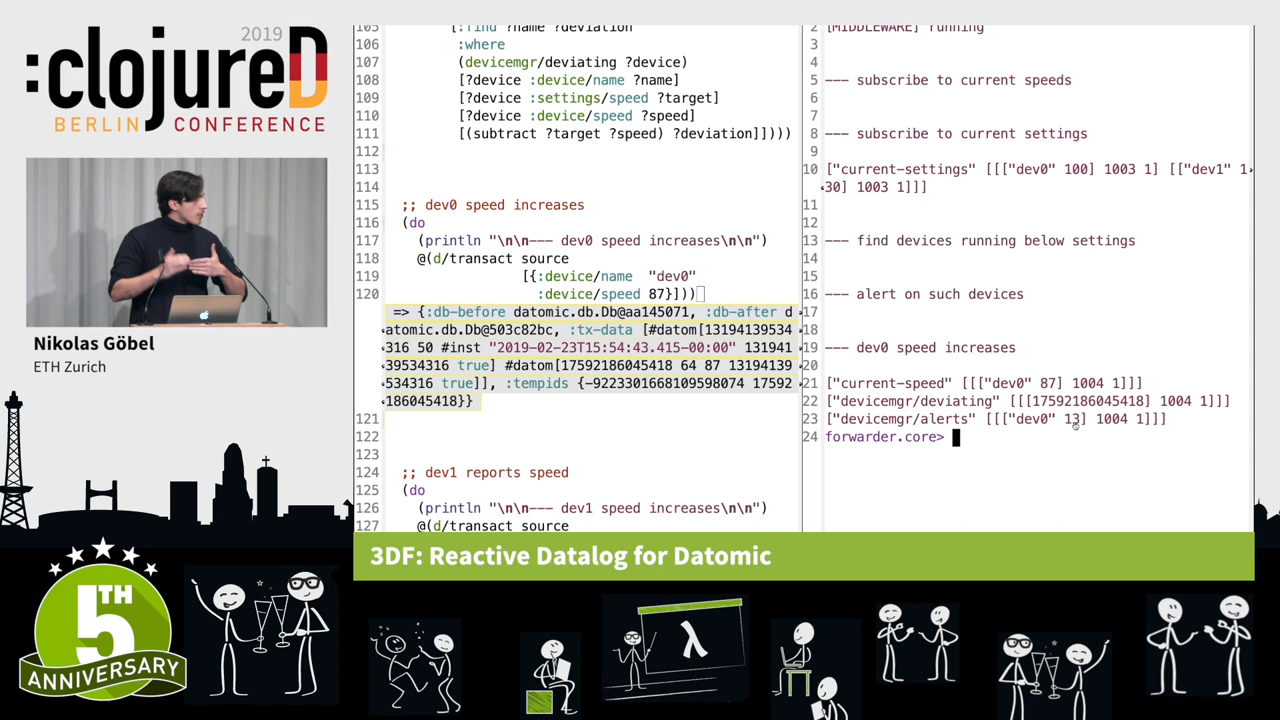 2019
:clojureD
BERLIN CONFERENCE
Nikolas Göbel
ETH Zurich
105 [:find ?name ?deviation
106 :where
107 (devicemgr/deviating ?device)
108 [?device :device/name ?name]
109 [?device :settings/speed ?target]
110 [?device :device/speed ?speed]
111 [(subtract ?target ?speed) ?deviation]])))
112
113
114
115 ;; dev0 speed increases
116 (do
117 (println "\n\n--- dev0 speed increases\n\n")
118 @(d/transact source
119 [{:device/name "dev0"
120 :device/speed 87}]))
=> {:db-before datomic.db.Db@aa145071, :db-after d
atomic.db.Db@503c82bc, :tx-data [#datom[13194139534
316 50 #inst "2019-02-23T15:54:43.415-00:00" 131941
39534316 true] #datom[17592186045418 64 87 13194139
534316 true]], :tempids {-9223301668109598074 17592
186045418}}
121
122
123
124 ;; dev1 reports speed
125 (do
126 (println "\n\n--- dev1 speed increases\n\n")
127 @(d/transact source
2 [MIDDLEWARE] running
3
4
5 --- subscribe to current speeds
6
7
8 --- subscribe to current settings
9
10 ["current-settings" [[["dev0" 100] 1003 1] [["dev1" 1
30] 1003 1]]]
11
12
13 --- find devices running below settings
14
15
16 --- alert on such devices
17
18
19 --- dev0 speed increases
20
21 ["current-speed" [[["dev0" 87] 1004 1]]]
22 ["devicemgr/deviating" [[[17592186045418] 1004 1]]]
23 ["devicemgr/alerts" [[["dev0" 13] 1004 1]]]
24 forwarder.core>
3DF: Reactive Datalog for Datomic
5TH
ANNIVERSARY
λ